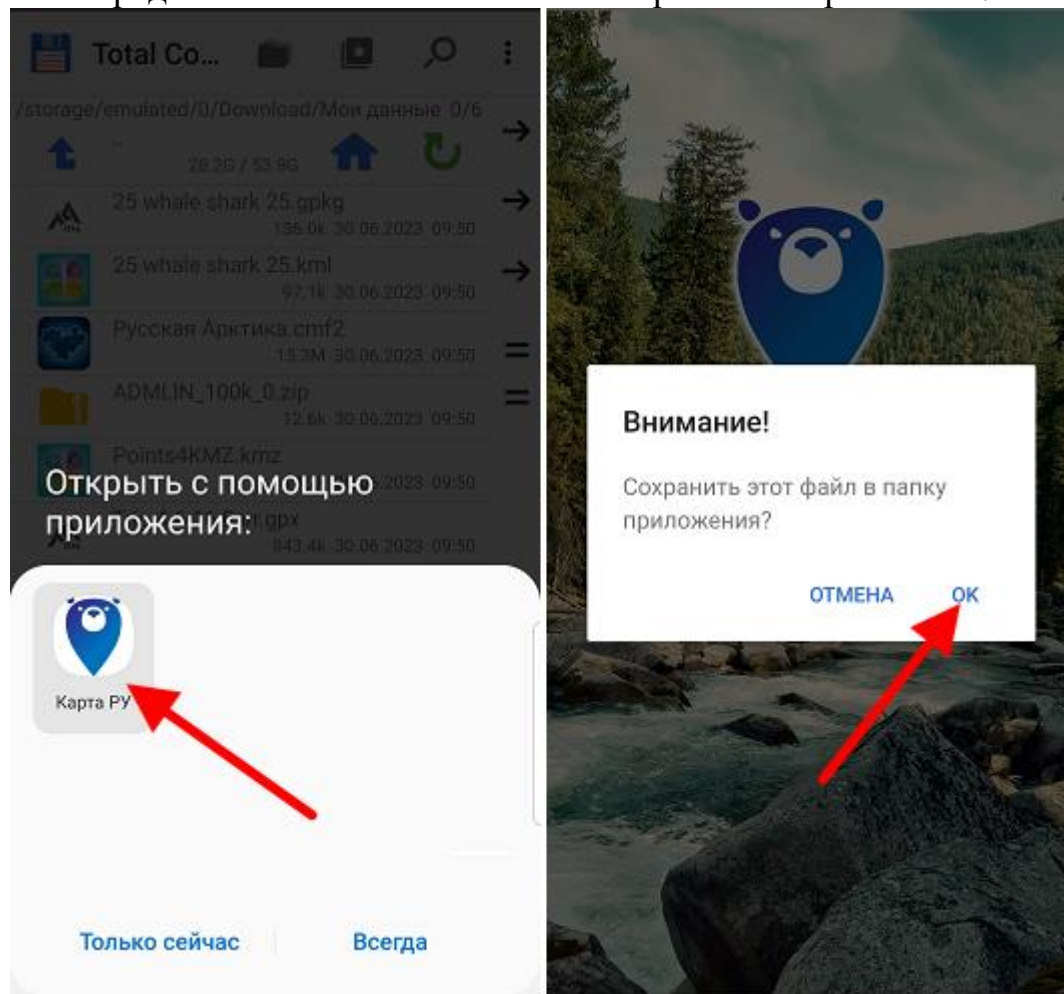 Total Co...
/storage/emulated/0/Download/Мои данные 0/6
..
28.2G / 53.9G
25 whale shark 25.gpkg
136.0k 30.06.2023 09:50
25 whale shark 25.kml
97.1k 30.06.2023 09:50
Русская Арктика.cmf2
15.3M 30.06.2023 09:50
ADMLIN_100k_0.zip
12.6k 30.06.2023 09:50
Points4KMZ.kmz
2023 09:50
Открыть с помощью
приложения:
.gpx
843.4k 30.06.2023 09:50
Карта РУ
Только сейчас
Всегда
Внимание!
Сохранить этот файл в папку
приложения?
ОТМЕНА
ОК